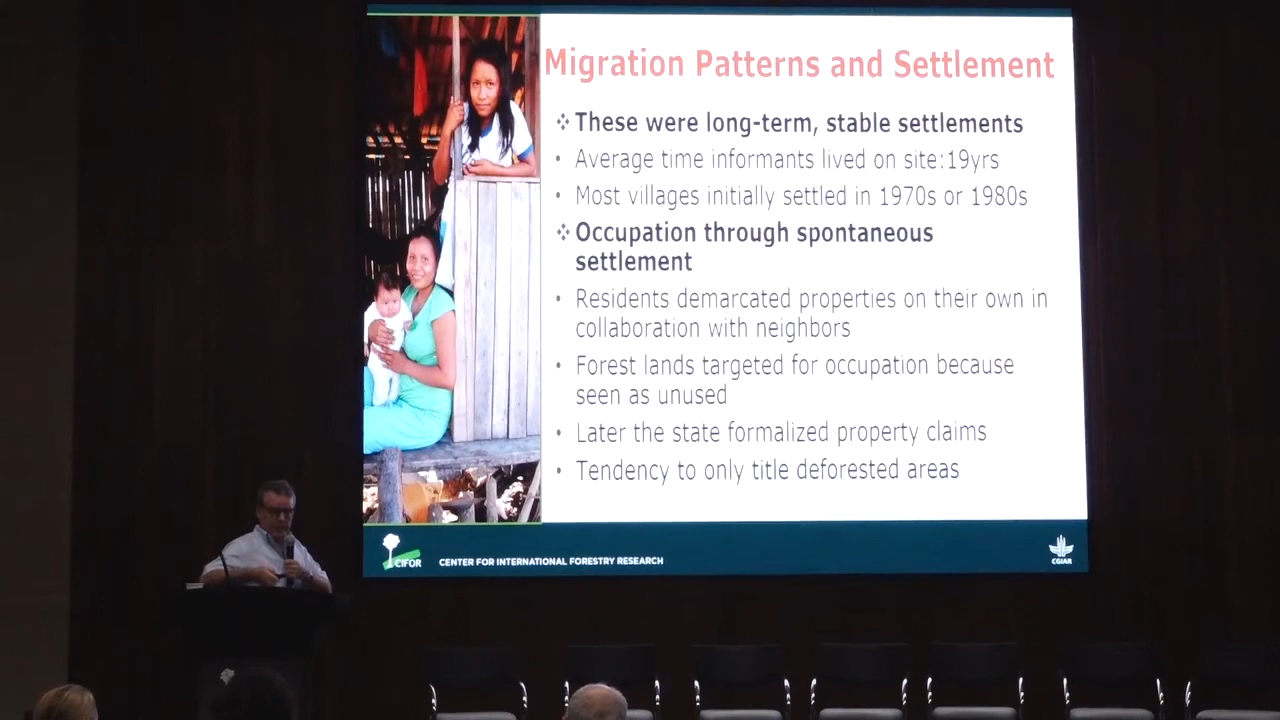 Migration Patterns and Settlement
❖ These were long-term, stable settlements
• Average time informants lived on site:19yrs
• Most villages initially settled in 1970s or 1980s
❖ Occupation through spontaneous
settlement
• Residents demarcated properties on their own in
collaboration with neighbors
• Forest lands targeted for occupation because
seen as unused
• Later the state formalized property claims
• Tendency to only title deforested areas
CIFOR
CENTER FOR INTERNATIONAL FORESTRY RESEARCH
CGIAR